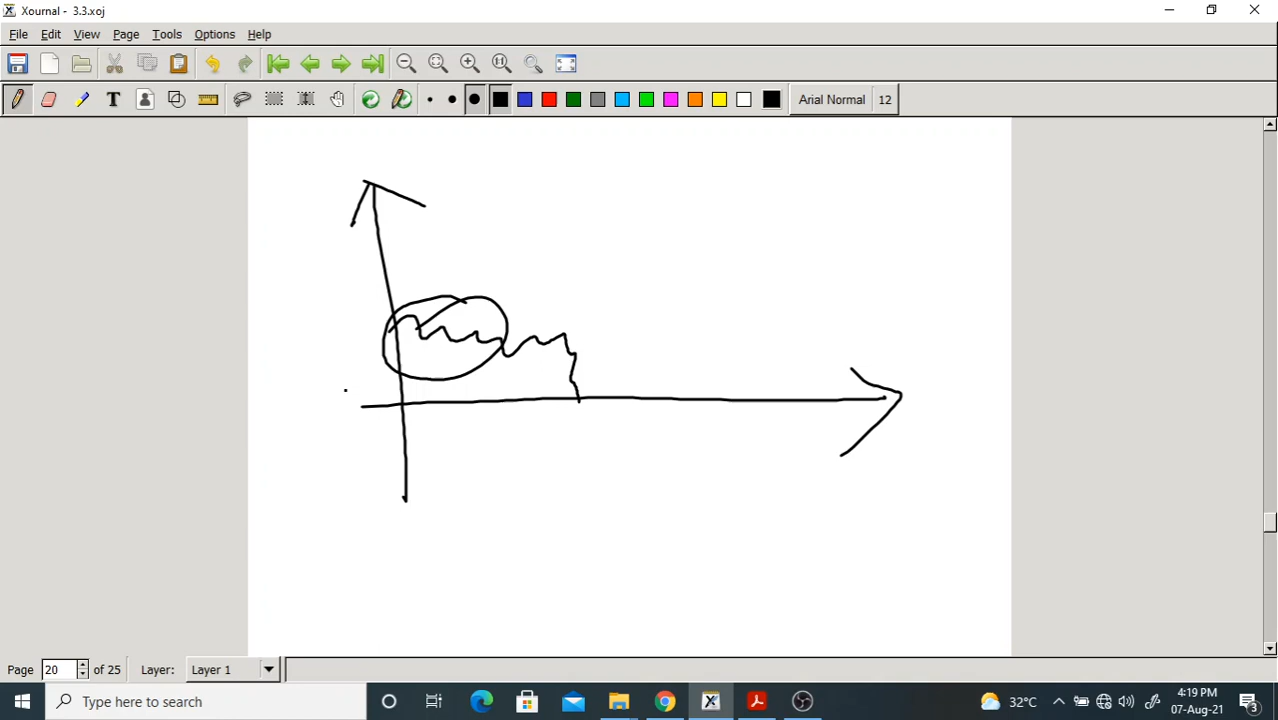 Xournal - 3.3.xoj
File Edit View Page Tools Options Help
T Arial Normal 12
Page 20 of 25 Layer: Layer 1
Type here to search
32°C
4:19 PM
07-Aug-21
3